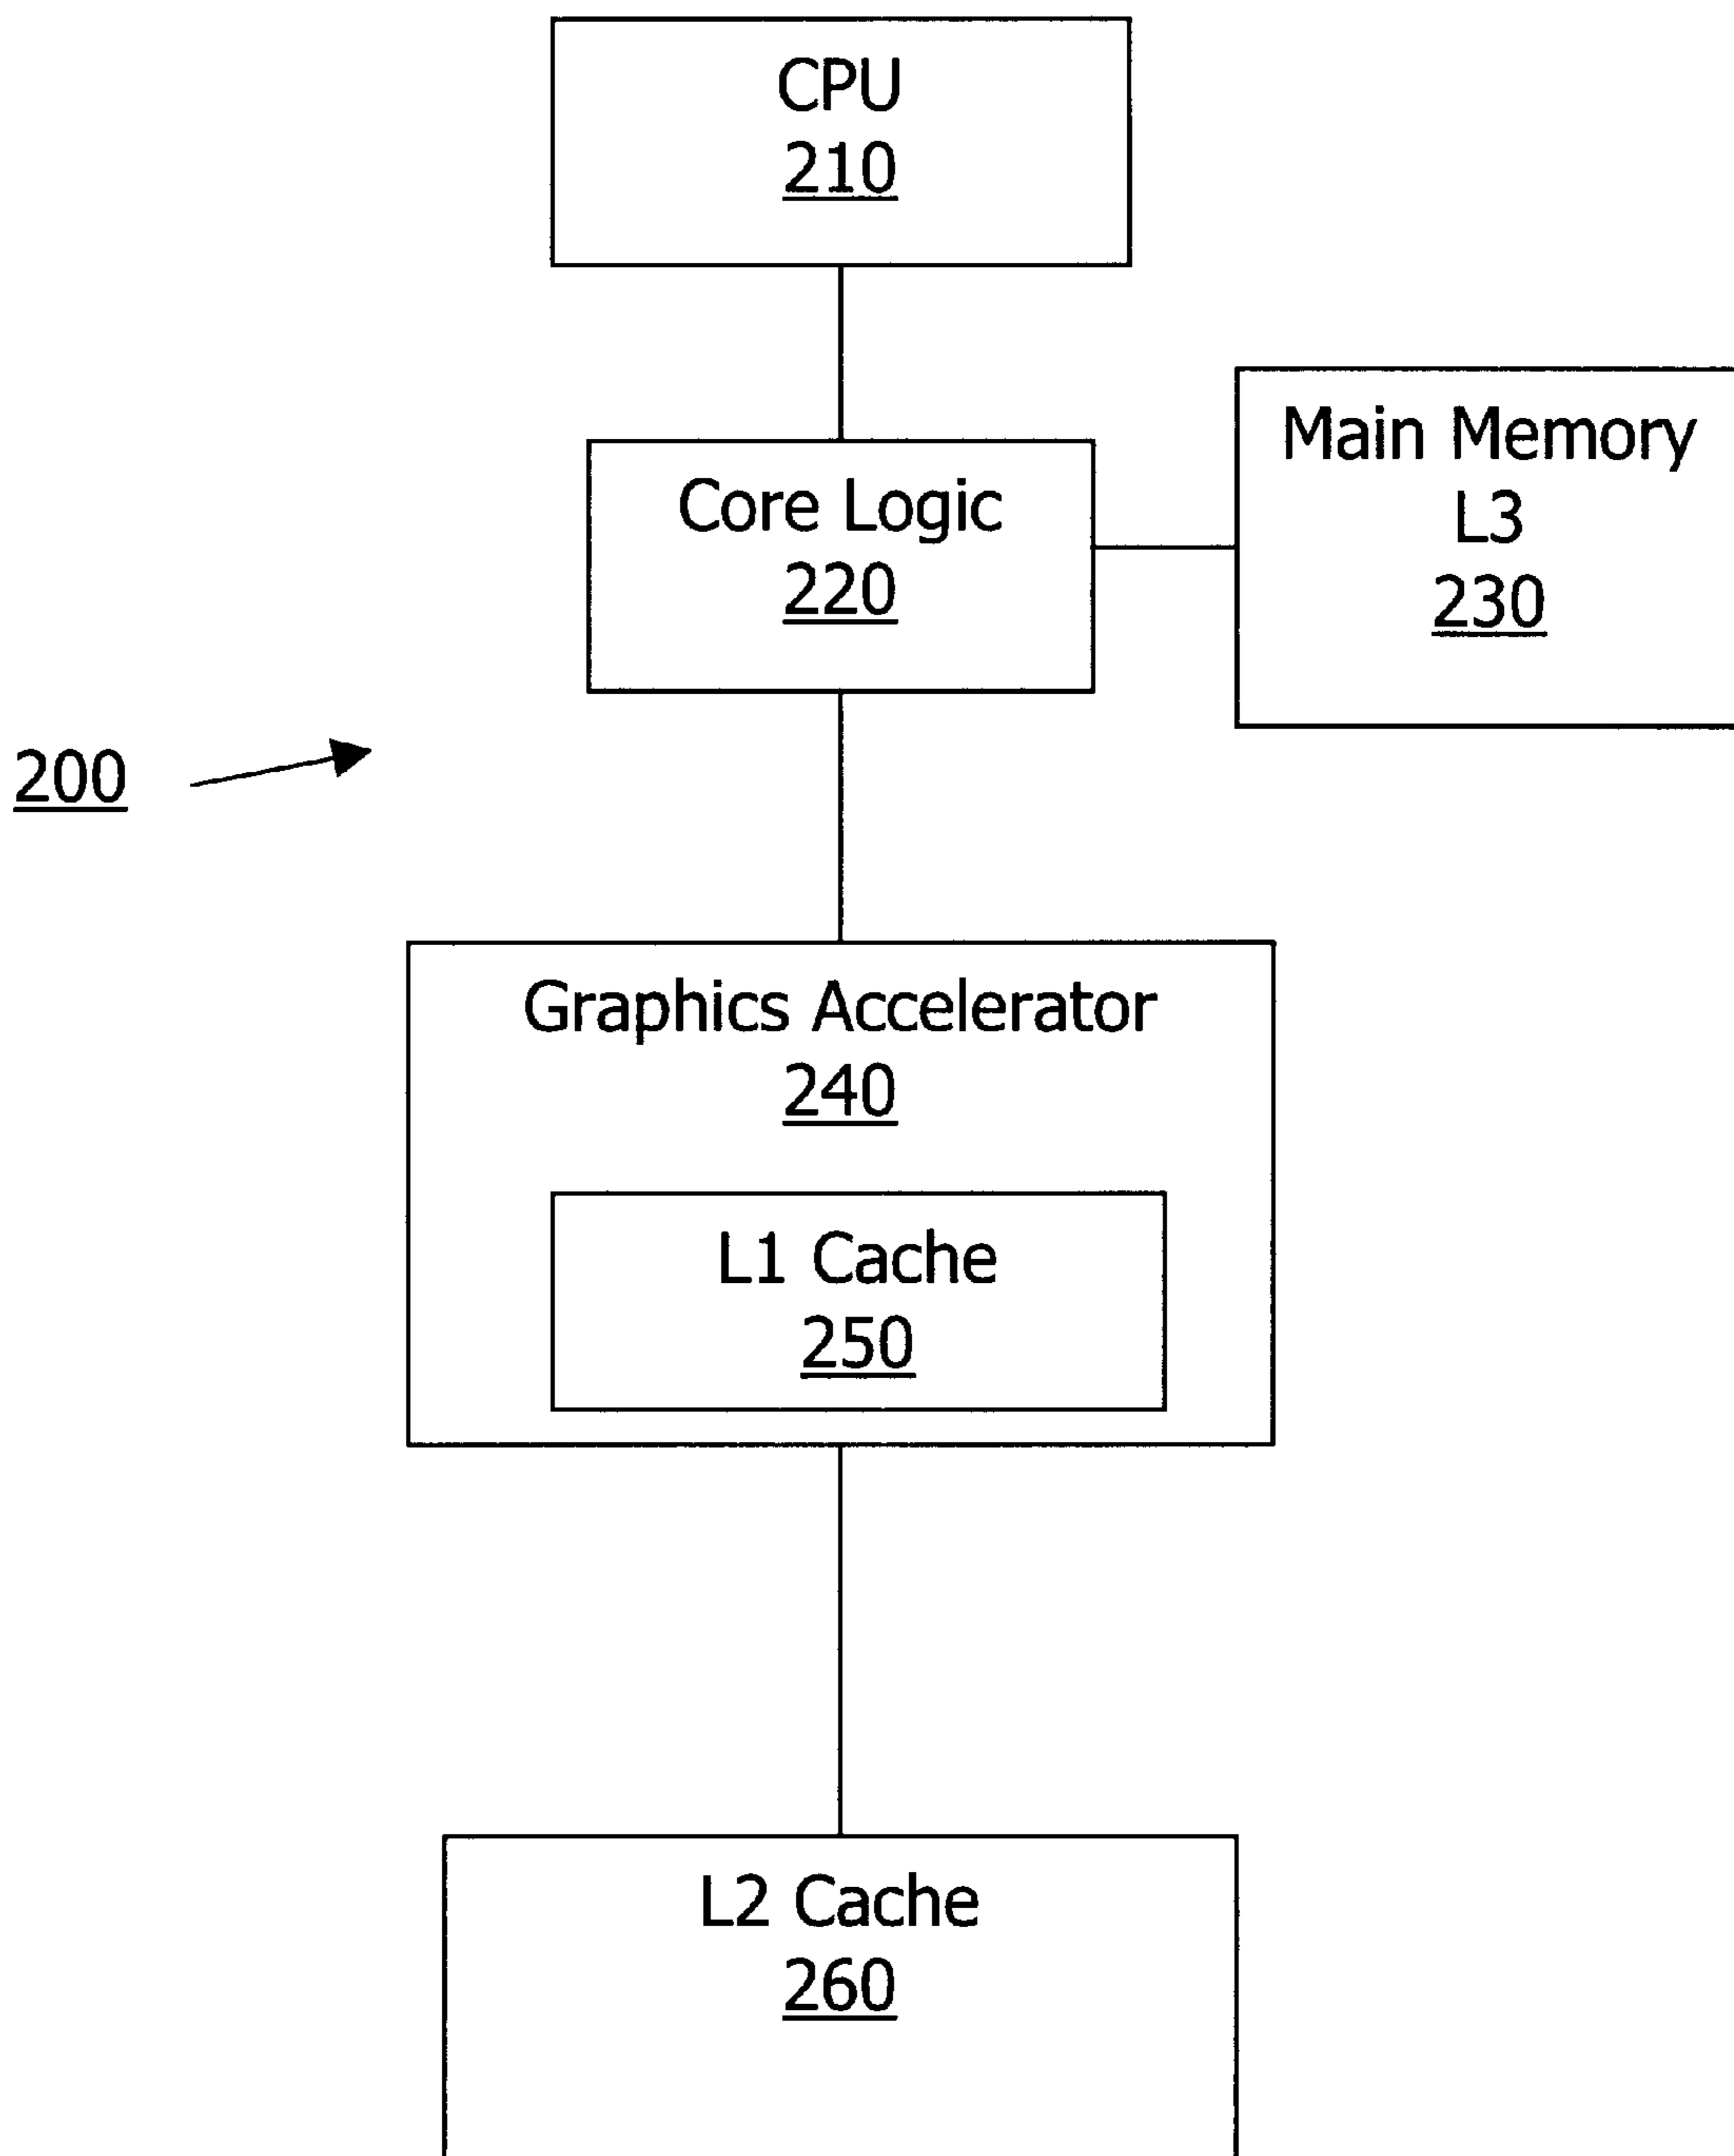 CPU
210
Core Logic
220
Main Memory
L3
230
200
Graphics Accelerator
240
L1 Cache
250
L2 Cache
260